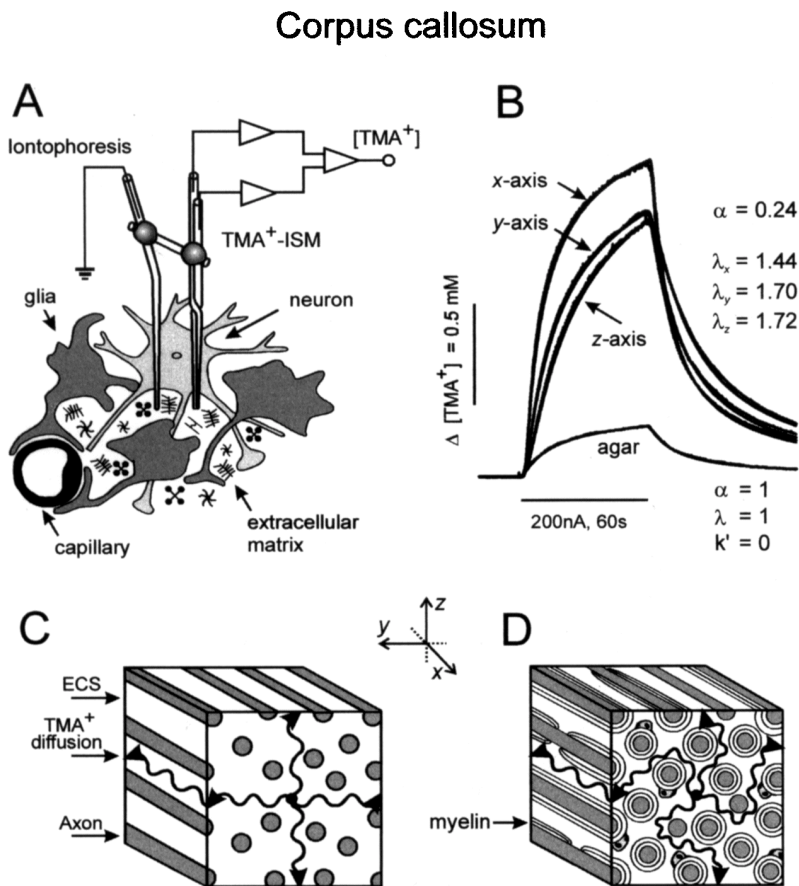 Corpus callosum
A
Iontophoresis
[TMA+]
TMA+-ISM
glia
neuron
capillary
extracellular
matrix
B
x-axis
y-axis
z-axis
agar
Δ [TMA+] = 0.5 mM
200nA, 60s
α = 0.24
λx = 1.44
λy = 1.70
λz = 1.72
α = 1
λ = 1
k' = 0
C
ECS
TMA+
diffusion
Axon
z
y
x
D
myelin